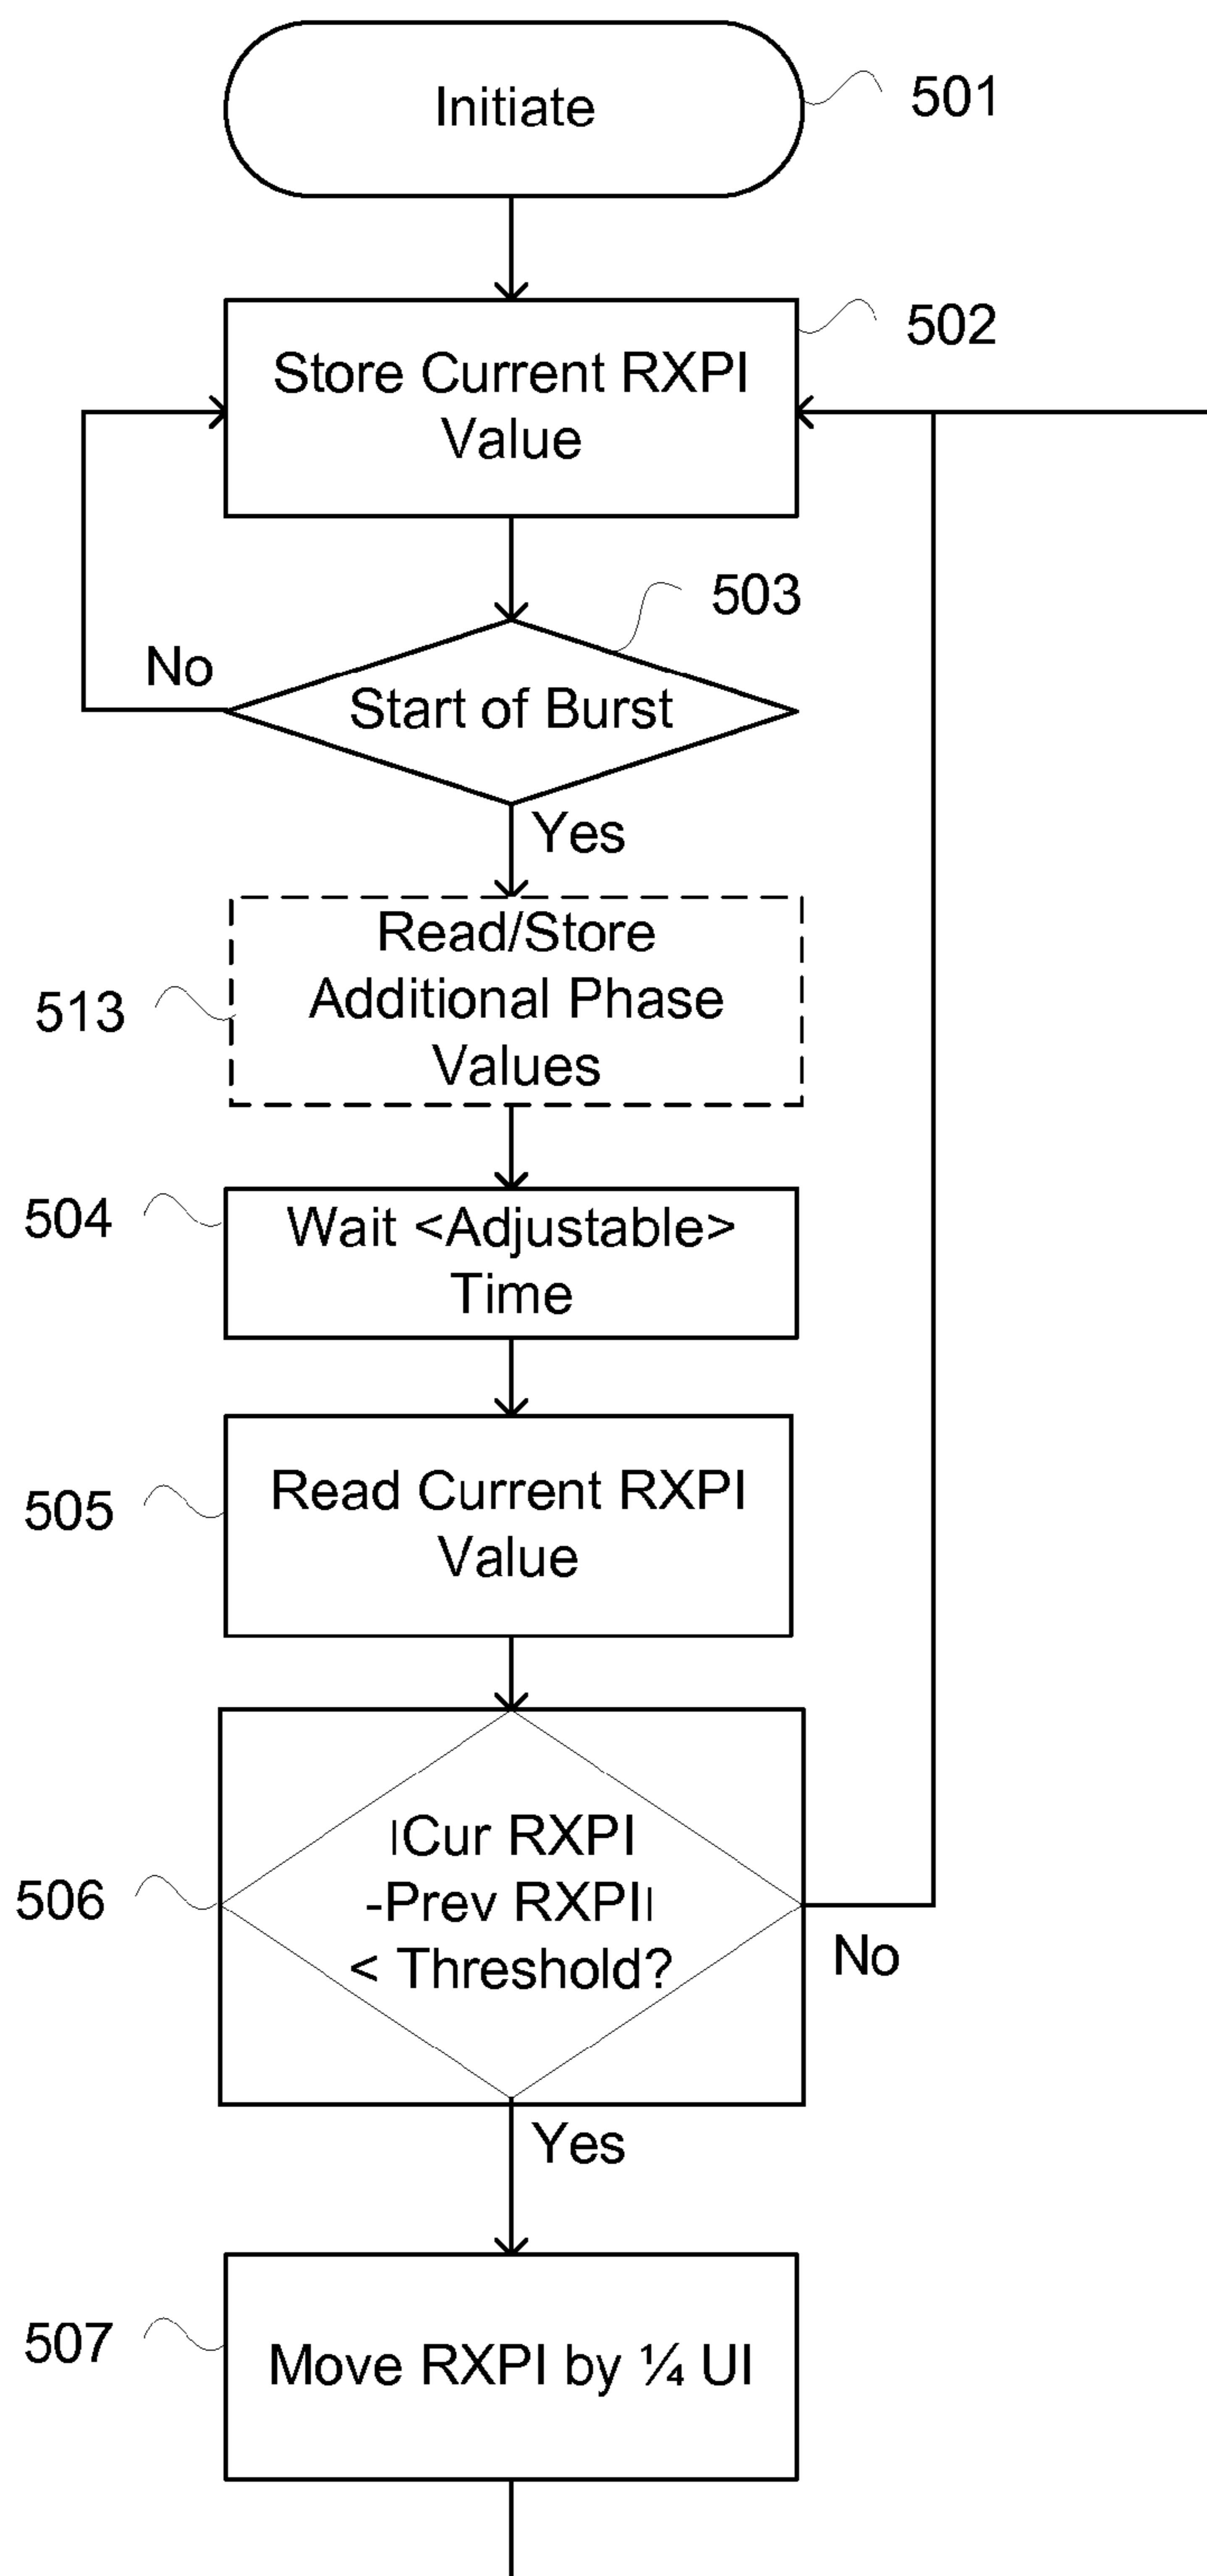 Initiate
501
Store Current RXPI
Value
502
503
No
Start of Burst
Yes
Read/Store
Additional Phase
Values
513
504
Wait <Adjustable>
Time
505
Read Current RXPI
Value
506
|Cur RXPI
-Prev RXPI|
< Threshold?
No
Yes
507
Move RXPI by ¼ UI